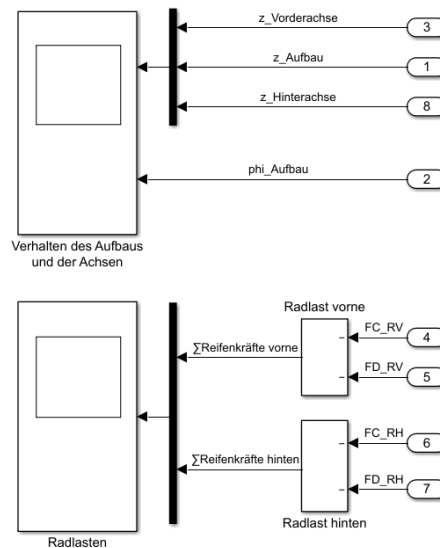 z_Vorderachse
3
z_Aufbau
1
z_Hinterachse
8
phi_Aufbau
2
Verhalten des Aufbaus
und der Achsen
Radlast vorne
FC_RV
4
∑Reifenkräfte vorne
FD_RV
5
FC_RH
6
∑Reifenkräfte hinten
FD_RH
7
Radlast hinten
Radlasten